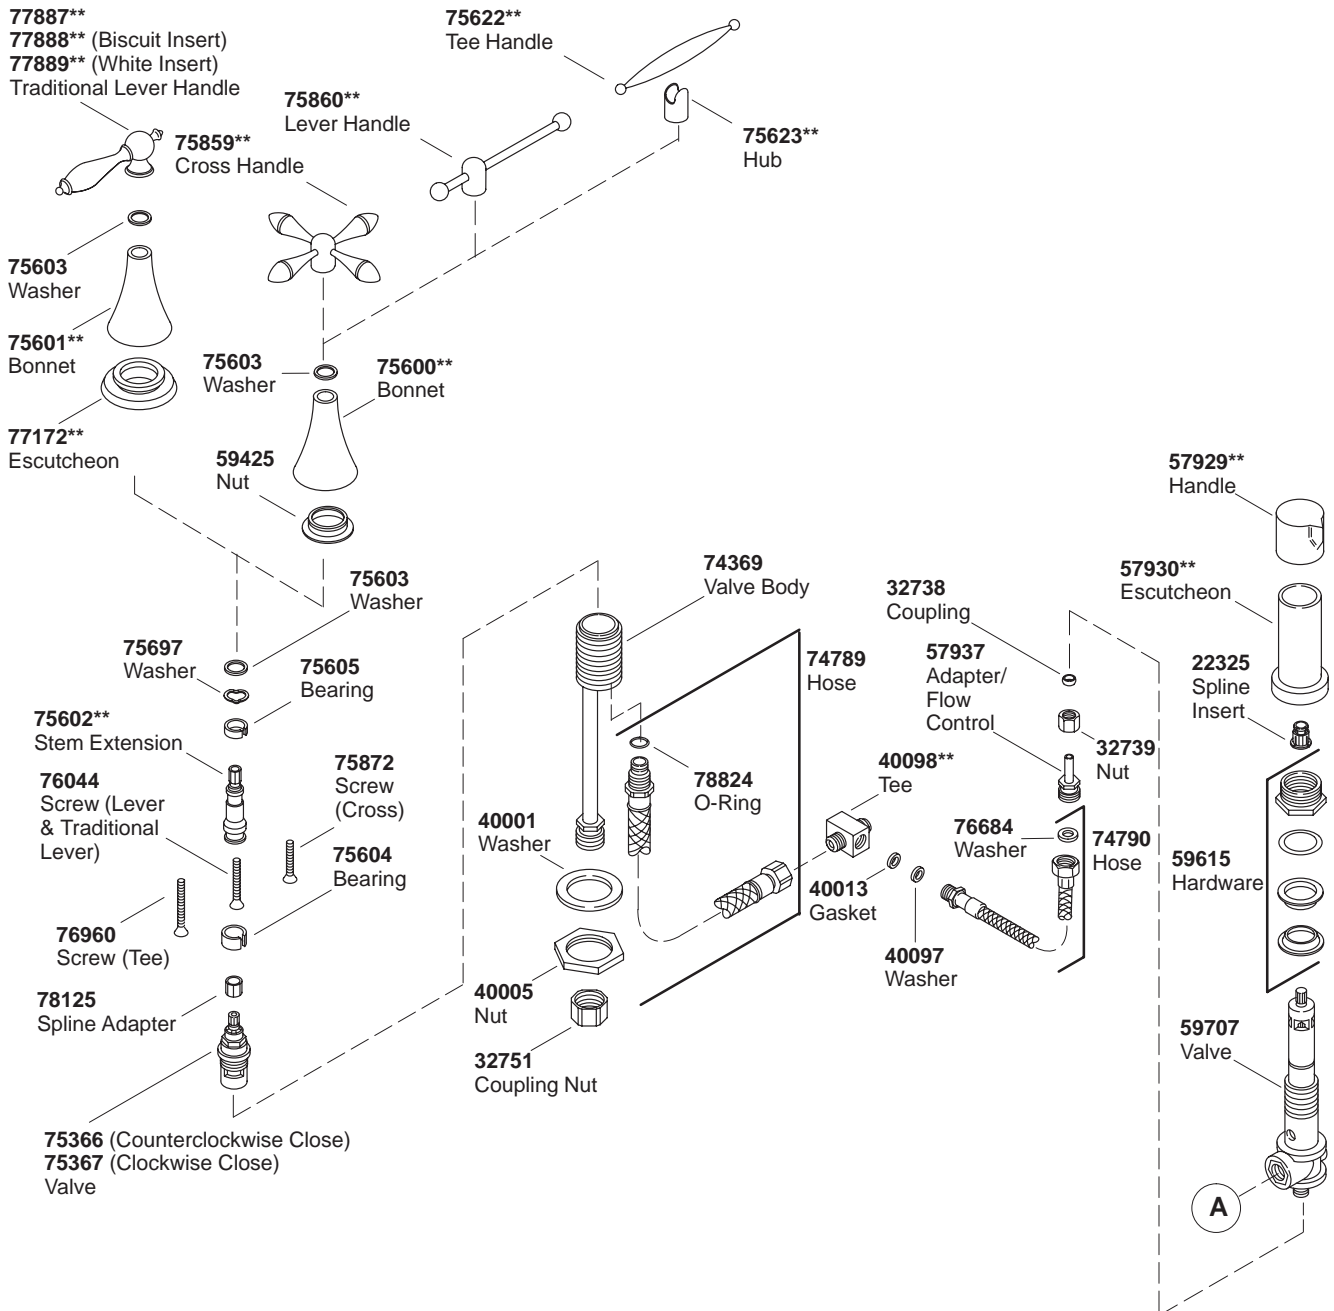 77887**
77888** (Biscuit Insert)
77889** (White Insert)
Traditional Lever Handle
75622**
Tee Handle
75860**
Lever Handle
75859**
Cross Handle
75623**
Hub
75603
Washer
75601**
Bonnet
75603
Washer
75600**
Bonnet
77172**
Escutcheon
59425
Nut
57929**
Handle
75603
Washer
74369
Valve Body
32738
Coupling
57930**
Escutcheon
75697
Washer
75605
Bearing
74789
Hose
57937
Adapter/
Flow
Control
22325
Spline
Insert
75602**
Stem Extension
76044
Screw (Lever
& Traditional
Lever)
75872
Screw
(Cross)
78824
O-Ring
40098**
Tee
32739
Nut
40001
Washer
76684
Washer
74790
Hose
75604
Bearing
59615
Hardware
40013
Gasket
76960
Screw (Tee)
40097
Washer
40005
Nut
78125
Spline Adapter
59707
Valve
32751
Coupling Nut
75366 (Counterclockwise Close)
75367 (Clockwise Close)
Valve
A